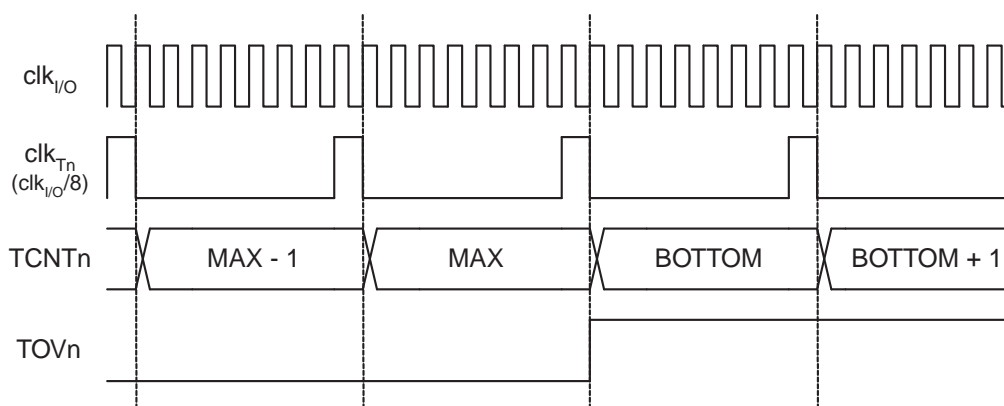 clkI/O
clkTn
(clkI/O/8)
TCNTn
MAX - 1
MAX
BOTTOM
BOTTOM + 1
TOVn